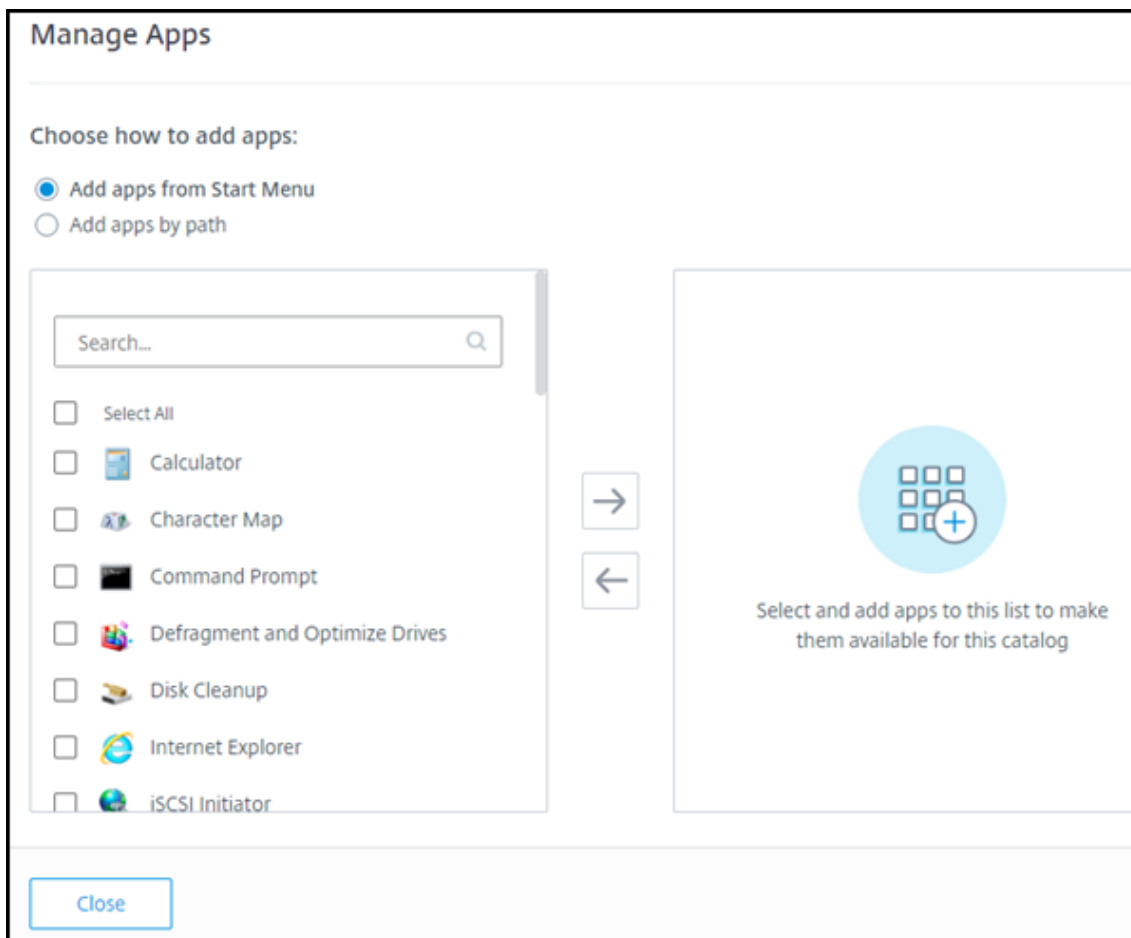 Manage Apps
Choose how to add apps:
Add apps from Start Menu
Add apps by path
Search...
Select All
Calculator
Character Map
Command Prompt
Defragment and Optimize Drives
Disk Cleanup
Internet Explorer
iSCSI Initiator
Select and add apps to this list to make
them available for this catalog
Close